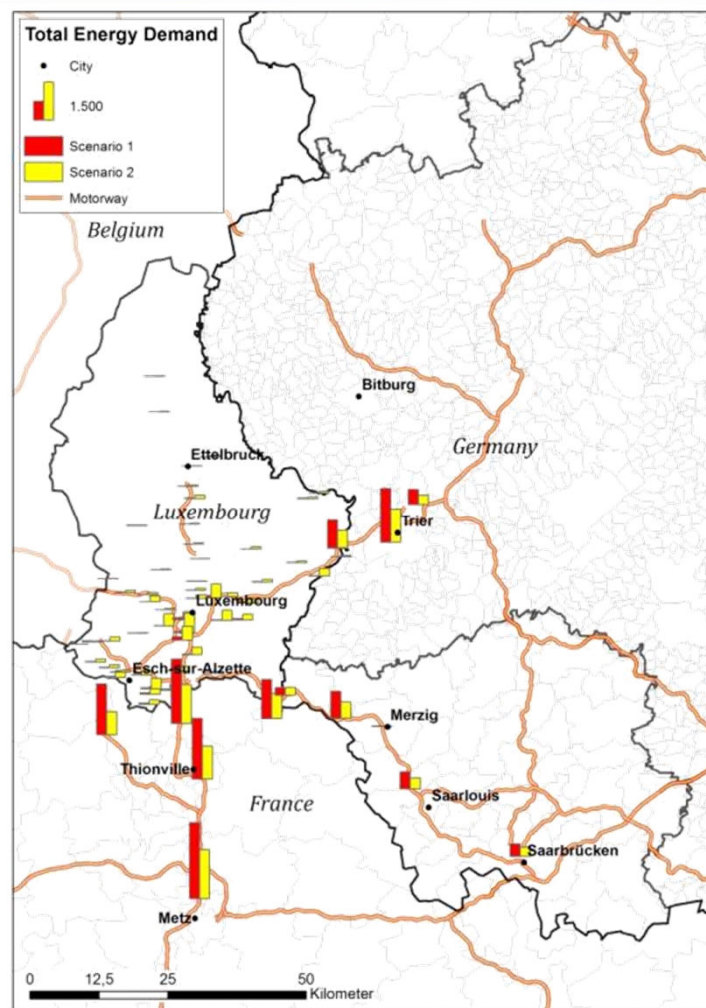 Total Energy Demand
City
1.500
Scenario 1
Scenario 2
Motorway
Belgium
Bitburg
Germany
Ettelbruck
Luxembourg
Trier
Luxembourg
Esch-sur-Alzette
Merzig
Thionville
France
Saarlouis
Saarbrücken
Metz
0 12,5 25 50
Kilometer